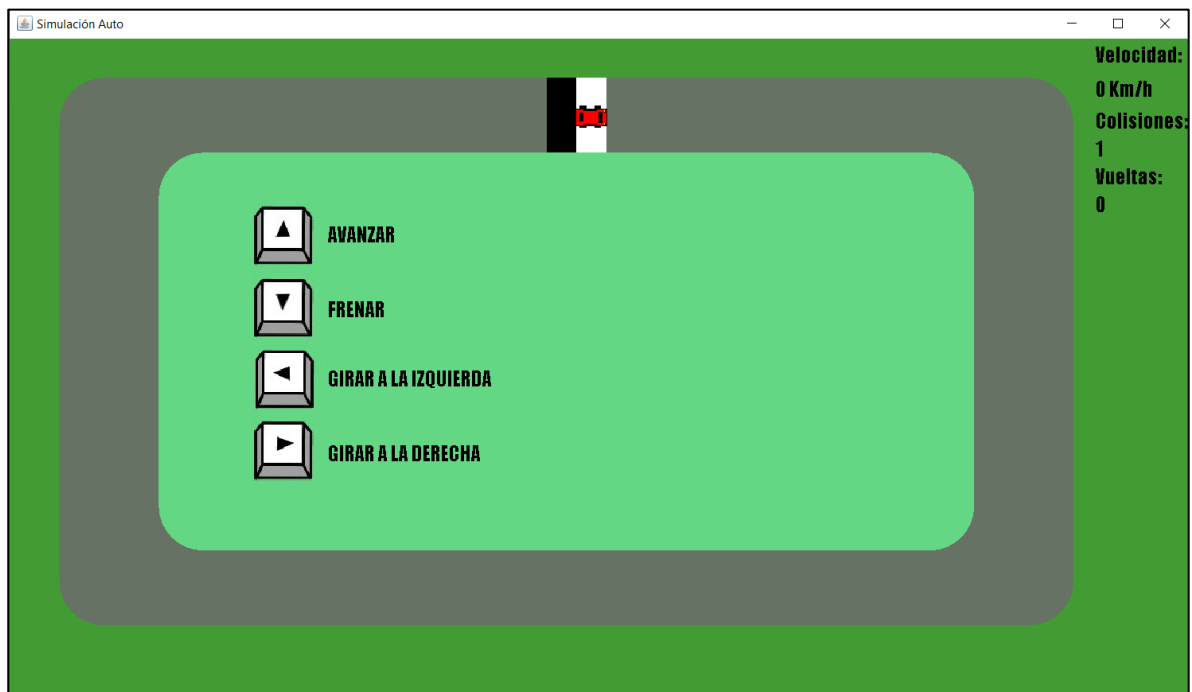 Simulación Auto
Velocidad:
0 Km/h
Colisiones:
1
Vueltas:
0
AVANZAR
FRENAR
GIRAR A LA IZQUIERDA
GIRAR A LA DERECHA